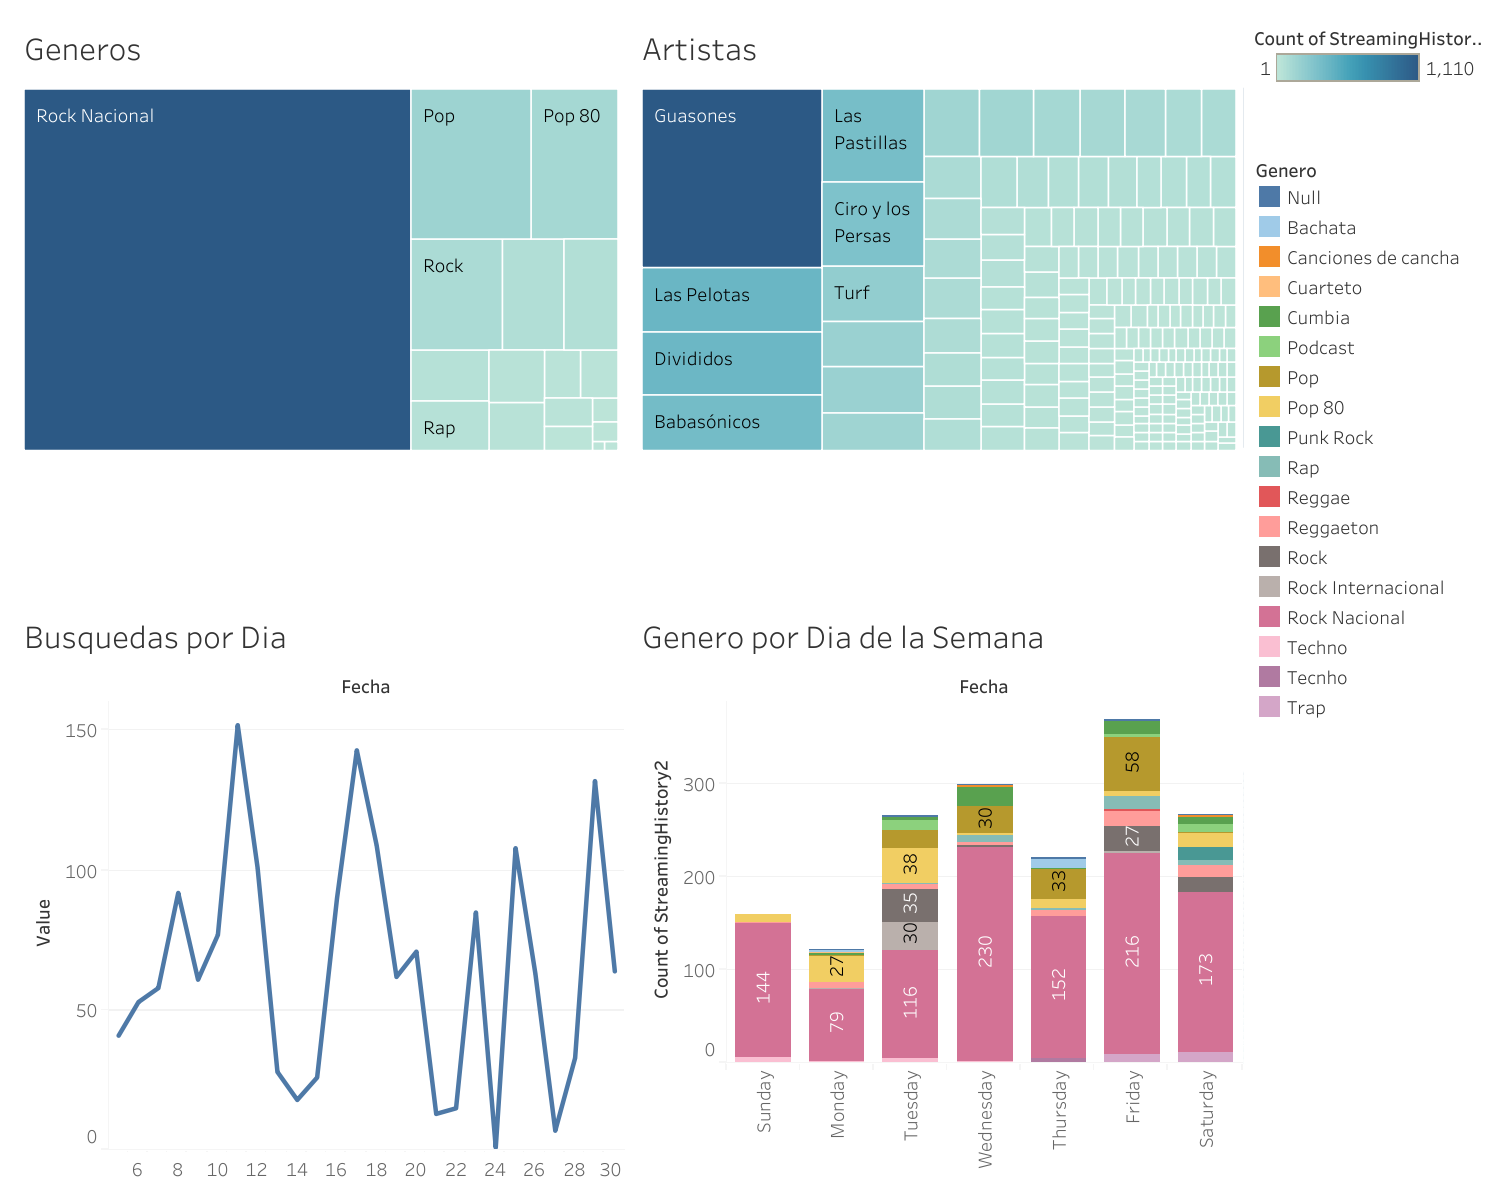 Generos
Rock Nacional
Pop
Pop 80
Rock
Rap
Artistas
Guasones
Las Pelotas
Divididos
Babasónicos
Las
Pastillas
Ciro y los
Persas
Turf
Count of StreamingHistor..
1
1,110
Genero
Null
Bachata
Canciones de cancha
Cuarteto
Cumbia
Podcast
Pop
Pop 80
Punk Rock
Rap
Reggae
Reggaeton
Rock
Rock Internacional
Rock Nacional
Techno
Tecnho
Trap
Busquedas por Dia
Fecha
Value
150
100
50
0
6 8 10 12 14 16 18 20 22 24 26 28 30
Genero por Dia de la Semana
Fecha
Count of StreamingHistory2
300
200
100
0
144
79
27
116
30
35
38
230
30
152
33
216
27
58
173
Sunday
Monday
Tuesday
Wednesday
Thursday
Friday
Saturday